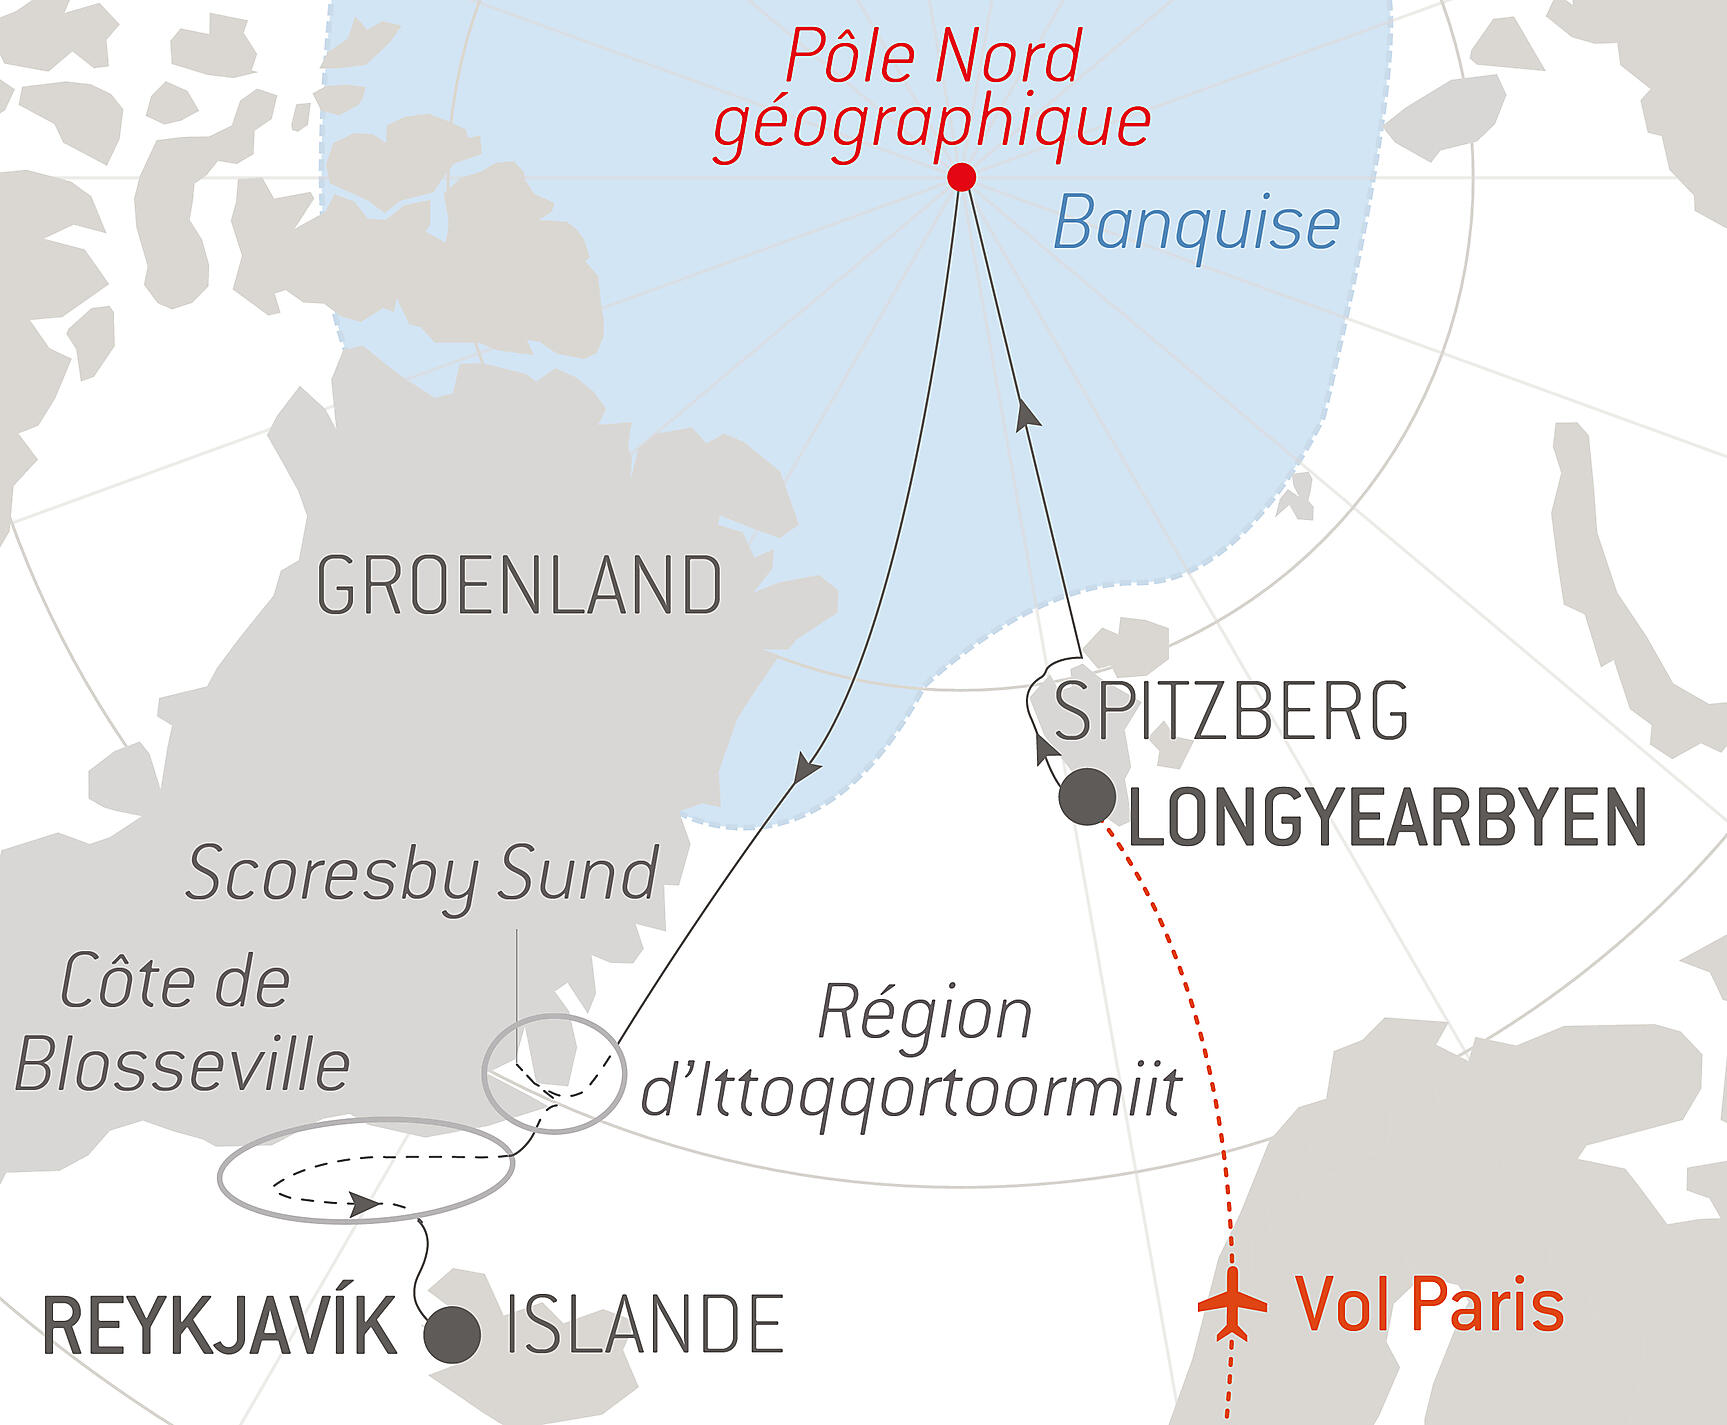 Pôle Nord
géographique
Banquise
GROENLAND
SPITZBERG
LONGYEARBYEN
Scoresby Sund
Côte de
Blosseville
Région
d'Ittoqqortoormiit
REYKJAVÍK
ISLANDE
Vol Paris